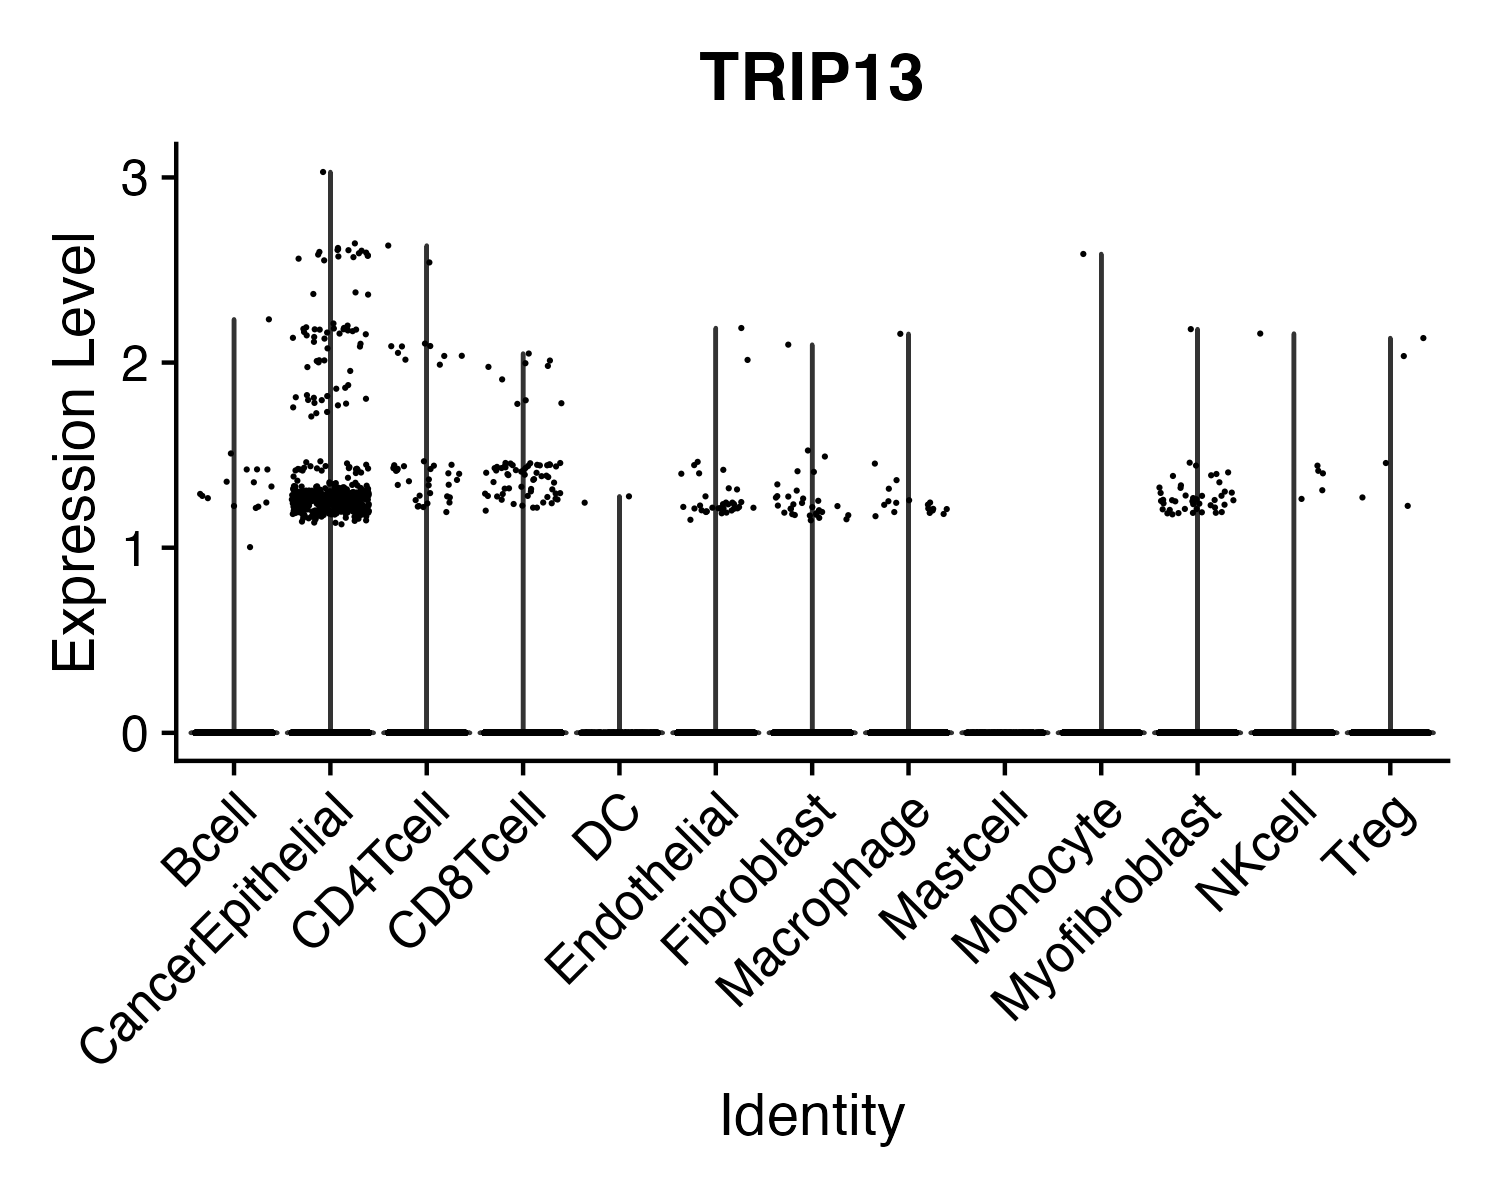 TRIP13
Expression Level
3
2
1
0
Bcell
CancerEpithelial
CD4Tcell
CD8Tcell
DC
Endothelial
Fibroblast
Macrophage
Mastcell
Monocyte
Myofibroblast
NKcell
Treg
Identity